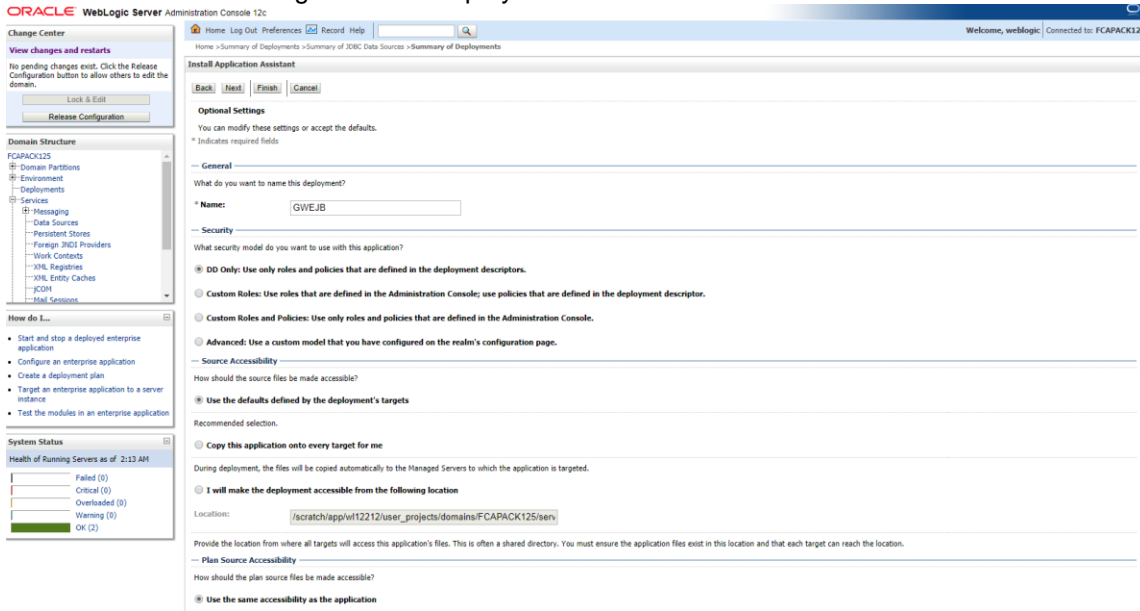 ORACLE WebLogic Server Administration Console 12c
Change Center
View changes and restarts
No pending changes exist. Click the Release
Configuration button to allow others to edit the
domain.
Lock & Edit
Release Configuration
Domain Structure
FCAPACK125
Domain Partitions
Environment
Deployments
Services
Messaging
Data Sources
Persistent Stores
Foreign JNDI Providers
Work Contexts
XML Registries
XML Entity Caches
jCOM
Mail Sessions
How do I...
Start and stop a deployed enterprise
application
Configure an enterprise application
Create a deployment plan
Target an enterprise application to a server
instance
Test the modules in an enterprise application
System Status
Health of Running Servers as of 2:13 AM
Failed (0)
Critical (0)
Overloaded (0)
Warning (0)
OK (2)
Home Log Out Preferences Record Help
Welcome, weblogic Connected to: FCAPACK12
Home >Summary of Deployments >Summary of JDBC Data Sources >Summary of Deployments
Install Application Assistant
Back Next Finish Cancel
Optional Settings
You can modify these settings or accept the defaults.
* Indicates required fields
General
What do you want to name this deployment?
* Name: GWEJB
Security
What security model do you want to use with this application?
DD Only: Use only roles and policies that are defined in the deployment descriptors.
Custom Roles: Use roles that are defined in the Administration Console; use policies that are defined in the deployment descriptor.
Custom Roles and Policies: Use only roles and policies that are defined in the Administration Console.
Advanced: Use a custom model that you have configured on the realm's configuration page.
Source Accessibility
How should the source files be made accessible?
Use the defaults defined by the deployment's targets
Recommended selection.
Copy this application onto every target for me
During deployment, the files will be copied automatically to the Managed Servers to which the application is targeted.
I will make the deployment accessible from the following location
Location: /scratch/app/wl12212/user_projects/domains/FCAPACK125/serv
Provide the location from where all targets will access this application's files. This is often a shared directory. You must ensure the application files exist in this location and that each target can reach the location.
Plan Source Accessibility
How should the plan source files be made accessible?
Use the same accessibility as the application